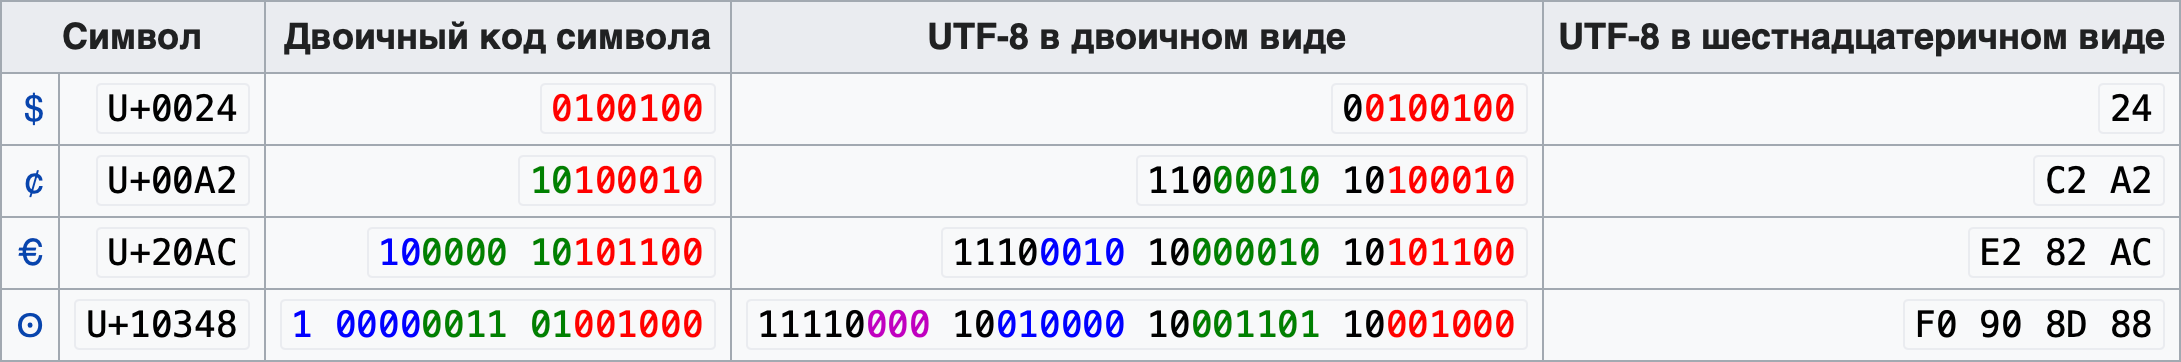 Символ Двоичный код символа UTF-8 в двоичном виде UTF-8 в шестнадцатеричном виде
$ U+0024 0100100 00100100 24
¢ U+00A2 10100010 11000010 10100010 C2 A2
€ U+20AC 100000 10101100 11100010 10000010 10101100 E2 82 AC
⊙ U+10348 1 00000011 01001000 11110000 10010000 10001101 10001000 F0 90 8D 88